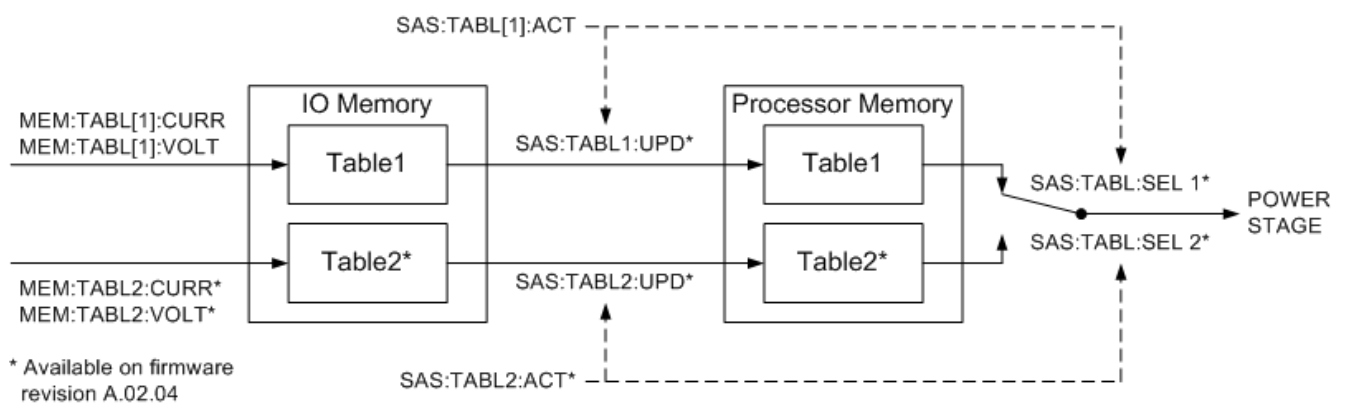 SAS:TABL[1]:ACT
IO Memory
Processor Memory
MEM:TABL[1]:CURR
MEM:TABL[1]:VOLT
Table1
SAS:TABL1:UPD*
Table1
SAS:TABL:SEL 1*
POWER
STAGE
SAS:TABL:SEL 2*
Table2*
SAS:TABL2:UPD*
Table2*
MEM:TABL2:CURR*
MEM:TABL2:VOLT*
* Available on firmware
revision A.02.04
SAS:TABL2:ACT*